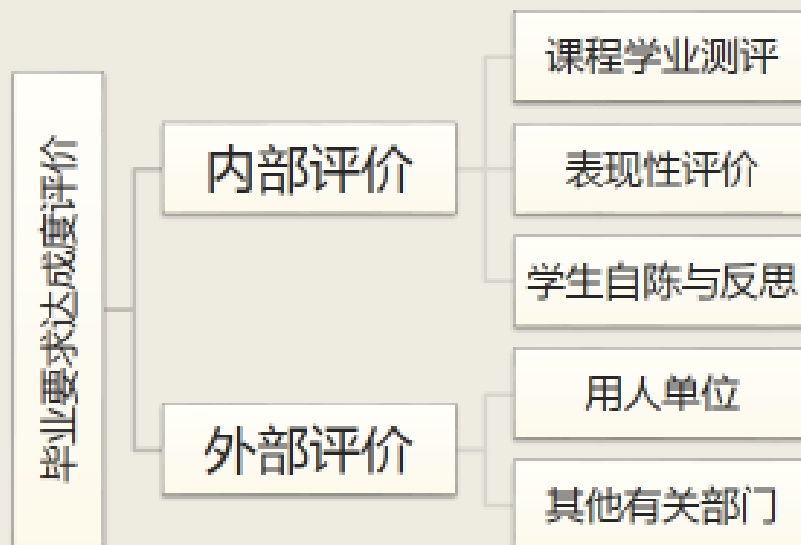 毕业要求达成度评价
内部评价
课程学业测评
表现性评价
学生自陈与反思
外部评价
用人单位
其他有关部门